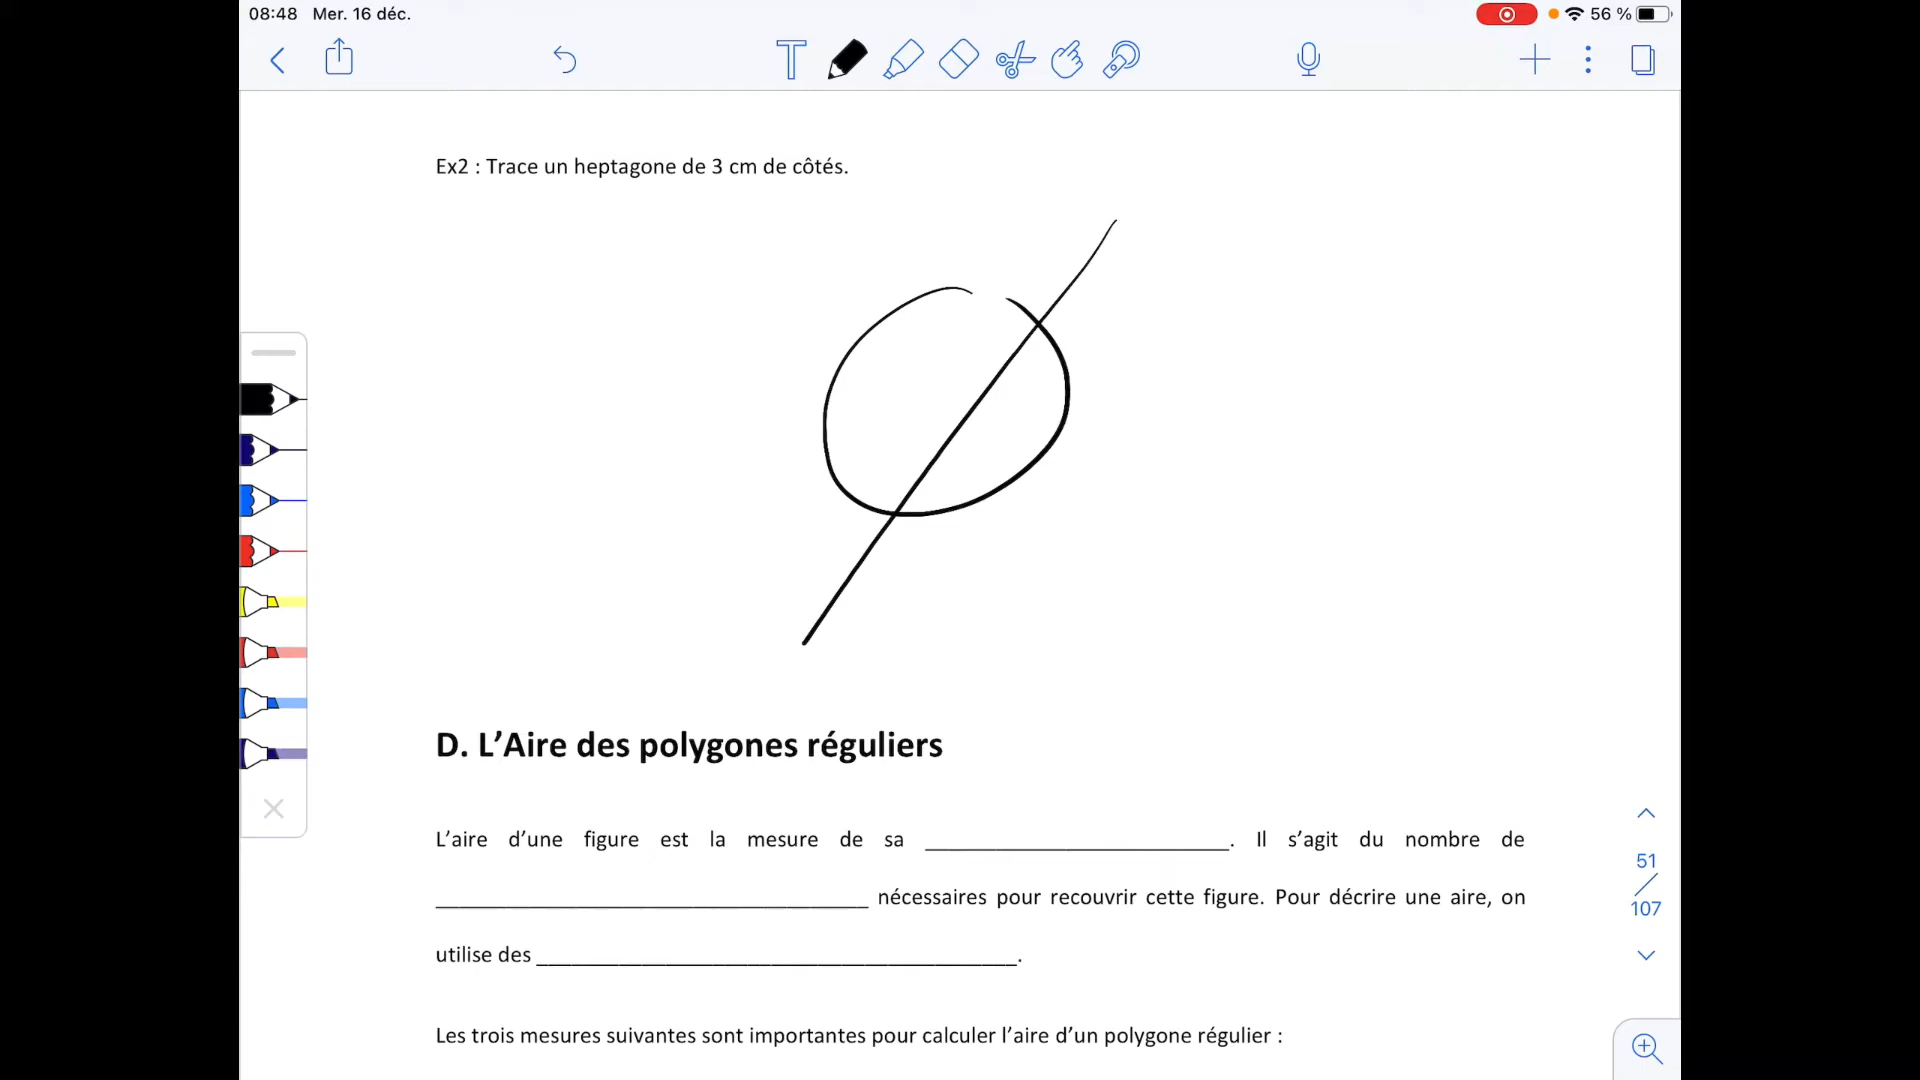 08:48 Mer. 16 déc. 56 %
Ex2 : Trace un heptagone de 3 cm de côtés.
D. L’Aire des polygones réguliers
L’aire d’une figure est la mesure de sa __________________________. Il s’agit du nombre de
_____________________________________ nécessaires pour recouvrir cette figure. Pour décrire une aire, on
utilise des _________________________________________.
51
107
Les trois mesures suivantes sont importantes pour calculer l’aire d’un polygone régulier :